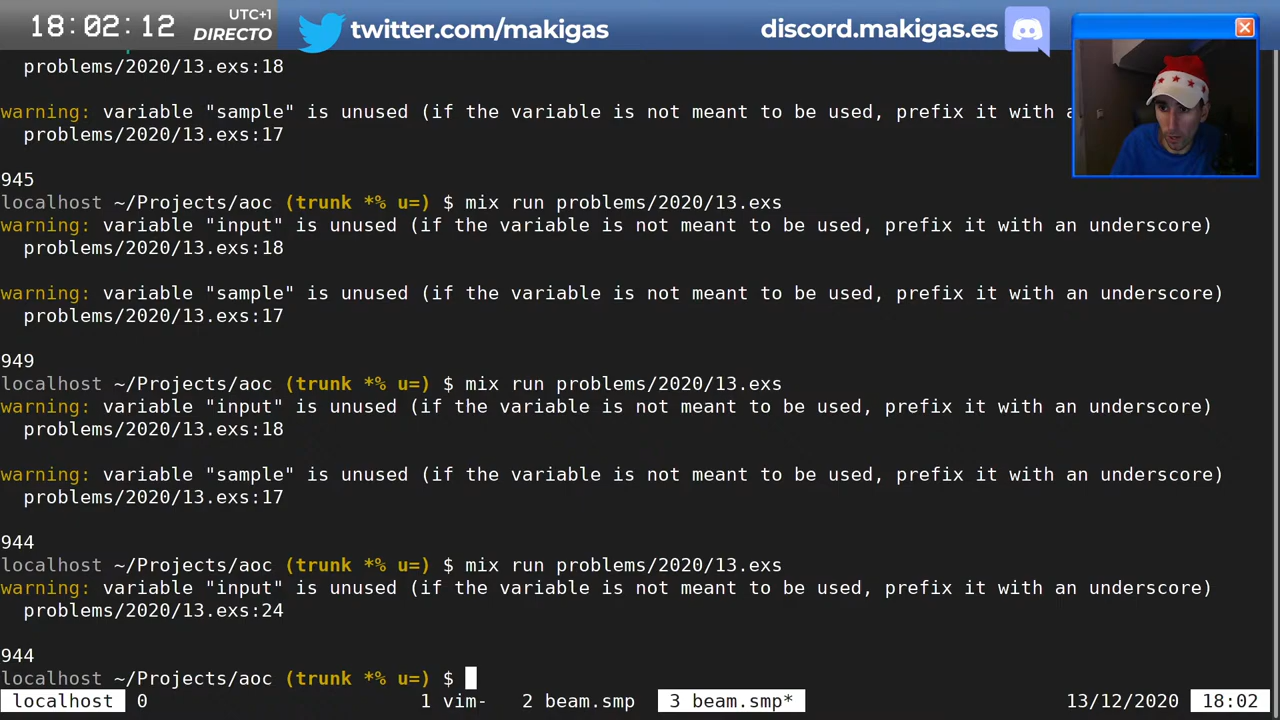 18:02:12
UTC+1
DIRECTO
twitter.com/makigas
discord.makigas.es
problems/2020/13.exs:18
warning: variable "sample" is unused (if the variable is not meant to be used, prefix it with a
problems/2020/13.exs:17
945
localhost ~/Projects/aoc (trunk *% u=) $ mix run problems/2020/13.exs
warning: variable "input" is unused (if the variable is not meant to be used, prefix it with an underscore)
problems/2020/13.exs:18
warning: variable "sample" is unused (if the variable is not meant to be used, prefix it with an underscore)
problems/2020/13.exs:17
949
localhost ~/Projects/aoc (trunk *% u=) $ mix run problems/2020/13.exs
warning: variable "input" is unused (if the variable is not meant to be used, prefix it with an underscore)
problems/2020/13.exs:18
warning: variable "sample" is unused (if the variable is not meant to be used, prefix it with an underscore)
problems/2020/13.exs:17
944
localhost ~/Projects/aoc (trunk *% u=) $ mix run problems/2020/13.exs
warning: variable "input" is unused (if the variable is not meant to be used, prefix it with an underscore)
problems/2020/13.exs:24
944
localhost ~/Projects/aoc (trunk *% u=) $
localhost 0 1 vim- 2 beam.smp 3 beam.smp* 13/12/2020 18:02